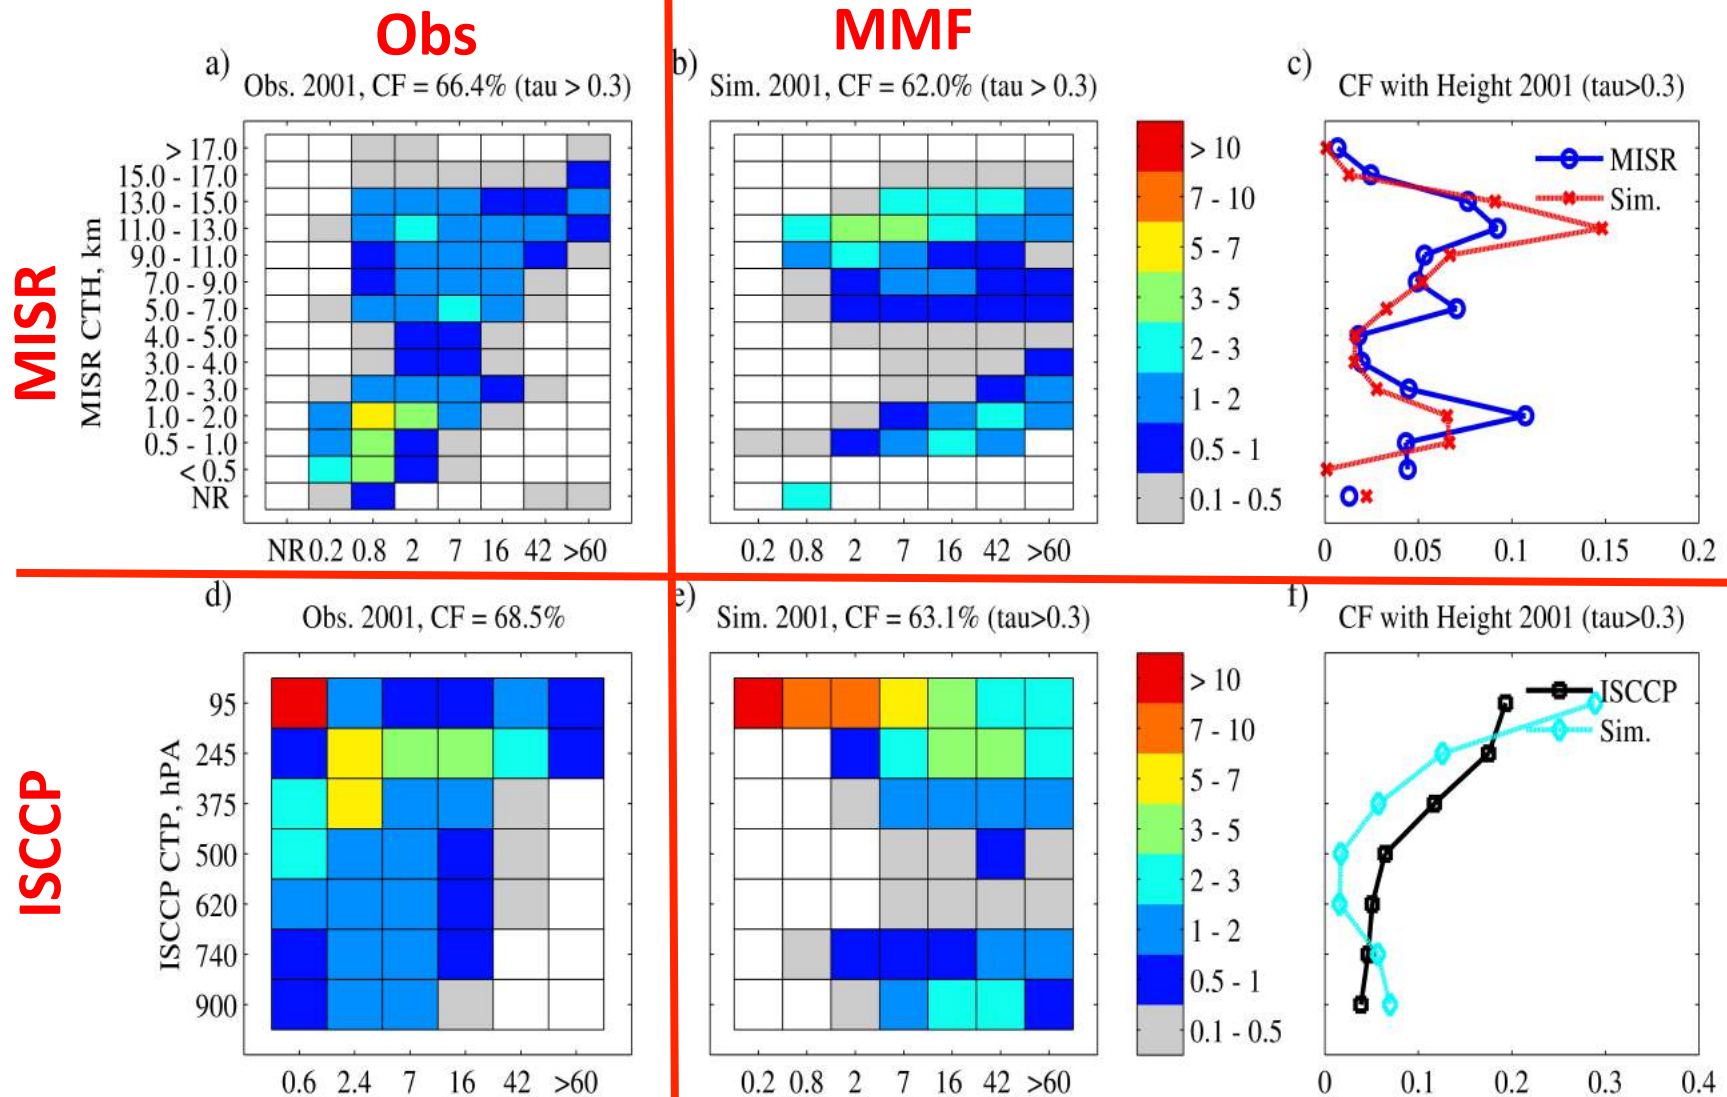 Obs
MMF
a)
Obs. 2001, CF = 66.4% (tau > 0.3)
b)
Sim. 2001, CF = 62.0% (tau > 0.3)
c)
CF with Height 2001 (tau>0.3)
MISR
MISR CTH, km
> 17.0
15.0 - 17.0
13.0 - 15.0
11.0 - 13.0
9.0 - 11.0
7.0 - 9.0
5.0 - 7.0
4.0 - 5.0
3.0 - 4.0
2.0 - 3.0
1.0 - 2.0
0.5 - 1.0
< 0.5
NR
NR 0.2 0.8 2 7 16 42 >60
0.2 0.8 2 7 16 42 >60
> 10
7 - 10
5 - 7
3 - 5
2 - 3
1 - 2
0.5 - 1
0.1 - 0.5
MISR
Sim.
0 0.05 0.1 0.15 0.2
d)
Obs. 2001, CF = 68.5%
e)
Sim. 2001, CF = 63.1% (tau>0.3)
f)
CF with Height 2001 (tau>0.3)
ISCCP
ISCCP CTP, hPA
95
245
375
500
620
740
900
0.6 2.4 7 16 42 >60
0.2 0.8 2 7 16 42 >60
> 10
7 - 10
5 - 7
3 - 5
2 - 3
1 - 2
0.5 - 1
0.1 - 0.5
ISCCP
Sim.
0 0.1 0.2 0.3 0.4